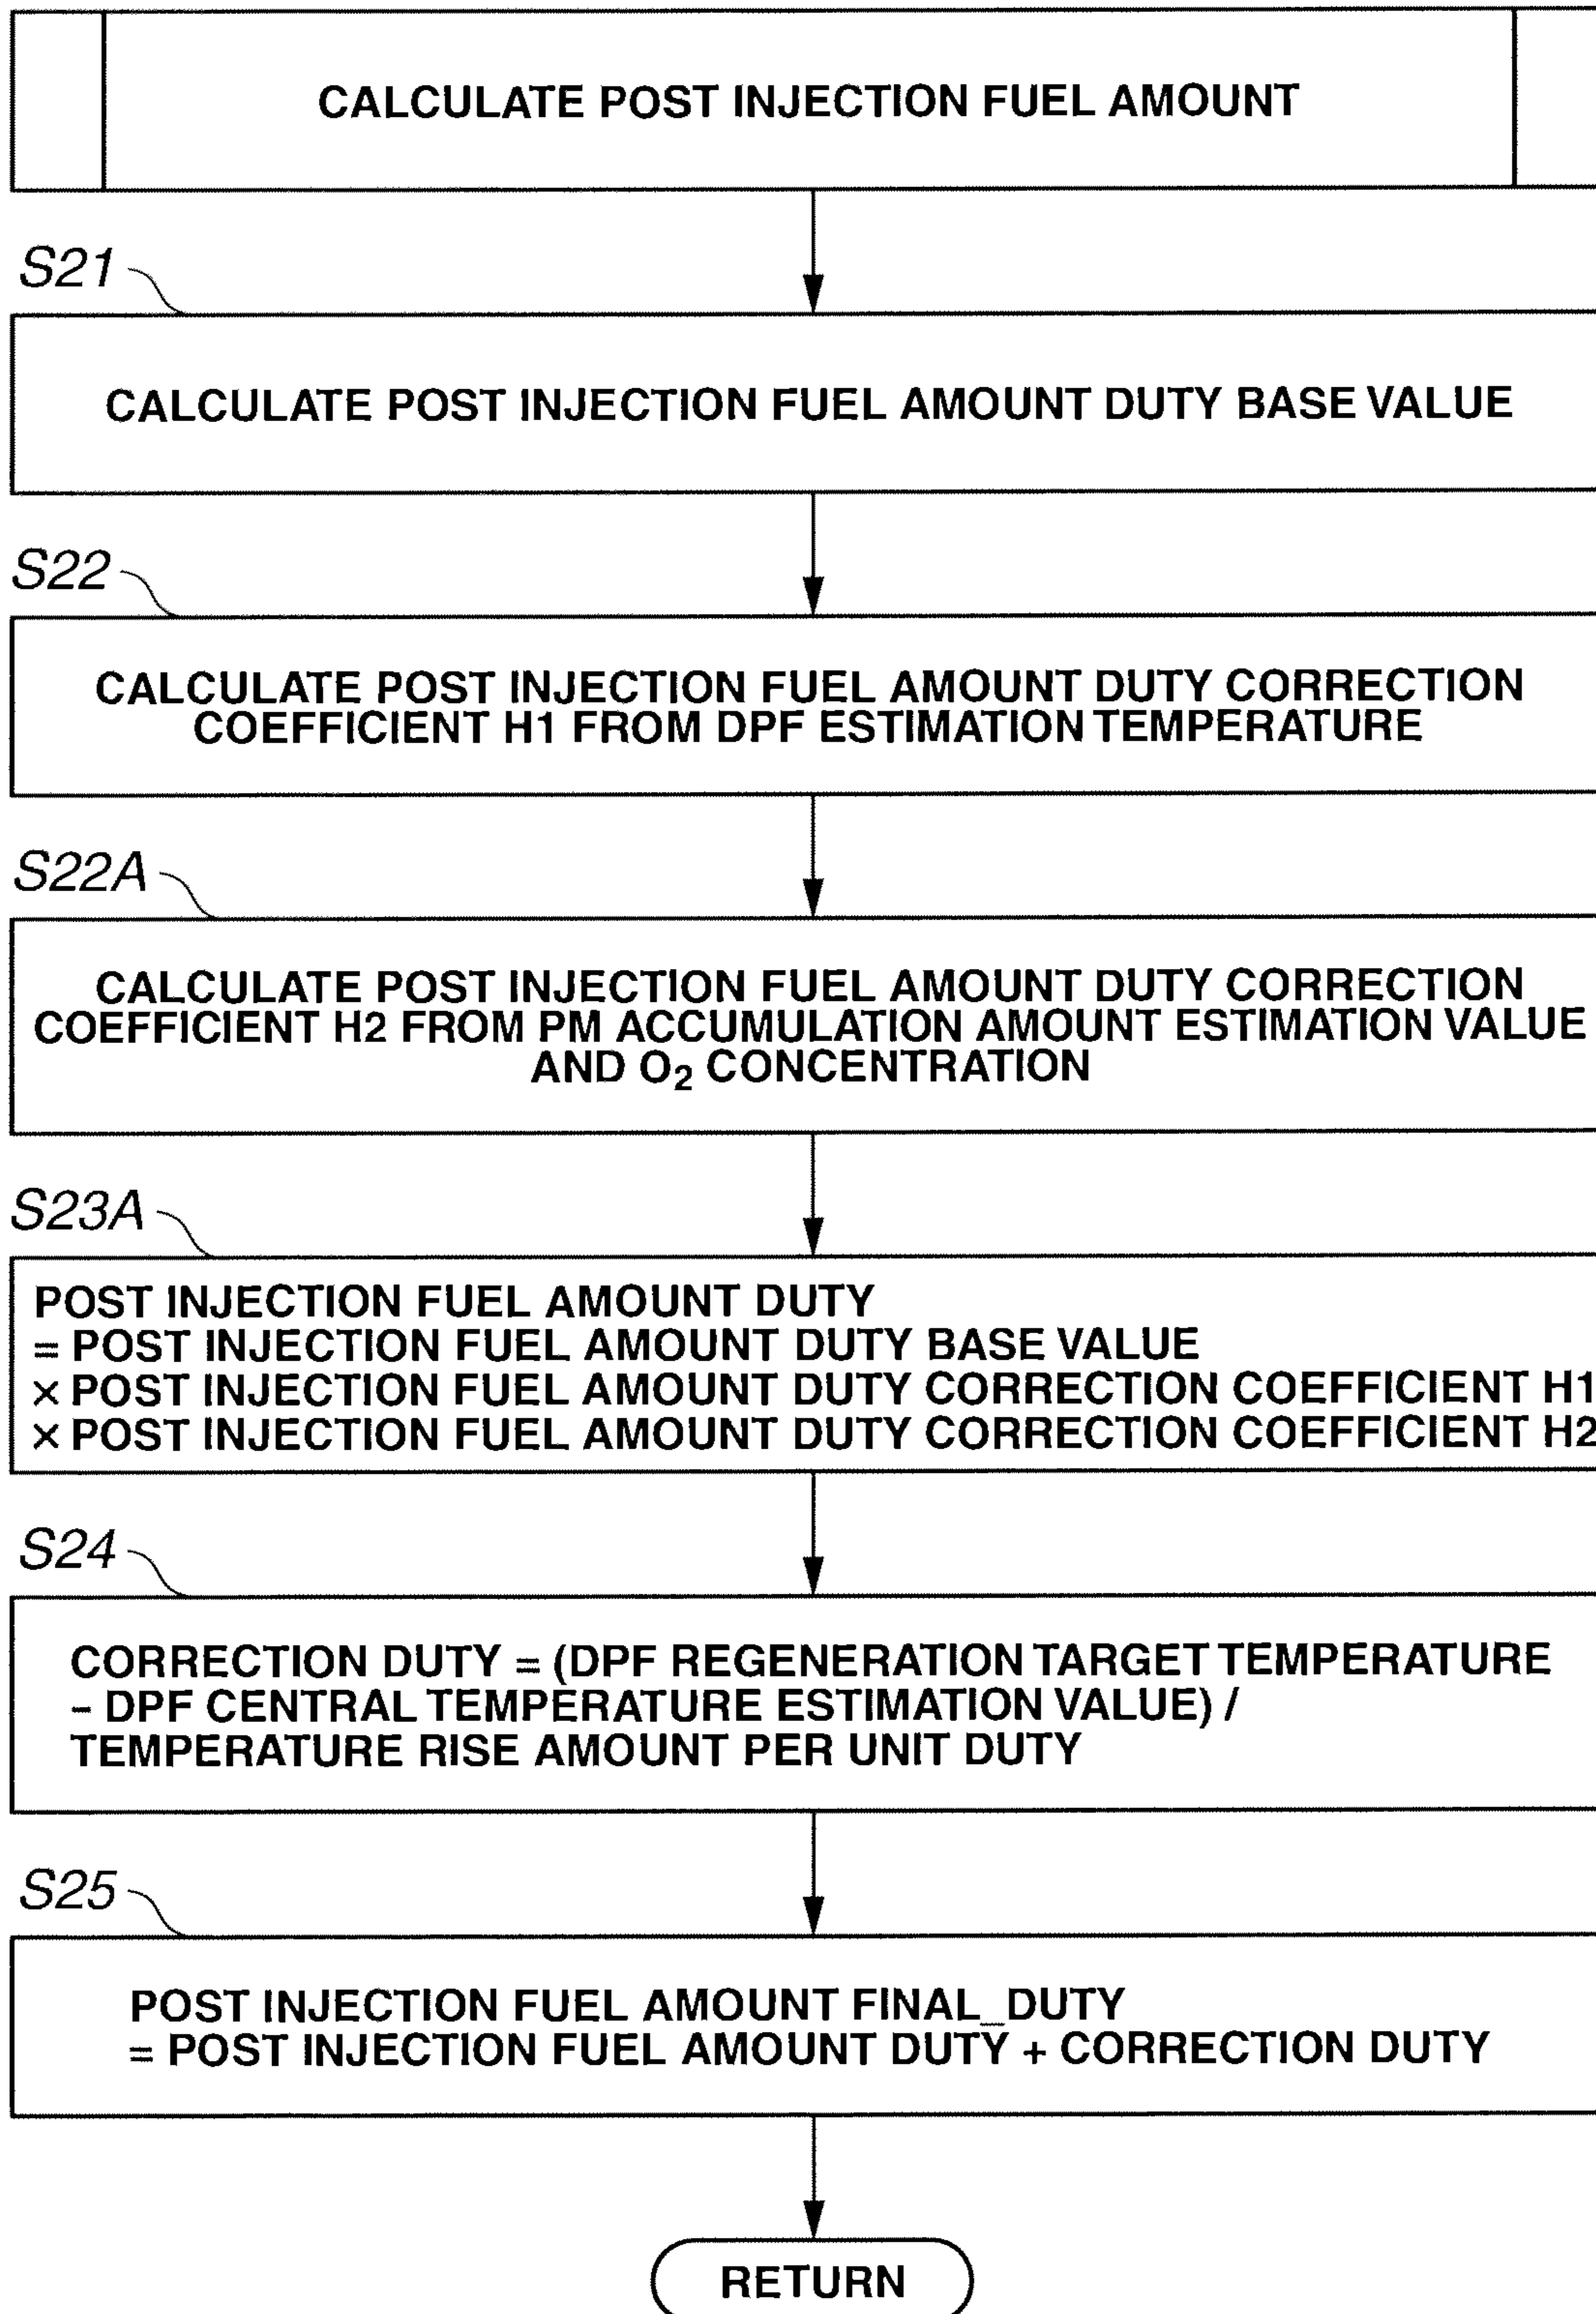 CALCULATE POST INJECTION FUEL AMOUNT
S21
CALCULATE POST INJECTION FUEL AMOUNT DUTY BASE VALUE
S22
CALCULATE POST INJECTION FUEL AMOUNT DUTY CORRECTION
COEFFICIENT H1 FROM DPF ESTIMATION TEMPERATURE
S22A
CALCULATE POST INJECTION FUEL AMOUNT DUTY CORRECTION
COEFFICIENT H2 FROM PM ACCUMULATION AMOUNT ESTIMATION VALUE
AND O₂ CONCENTRATION
S23A
POST INJECTION FUEL AMOUNT DUTY
= POST INJECTION FUEL AMOUNT DUTY BASE VALUE
× POST INJECTION FUEL AMOUNT DUTY CORRECTION COEFFICIENT H1
× POST INJECTION FUEL AMOUNT DUTY CORRECTION COEFFICIENT H2
S24
CORRECTION DUTY = (DPF REGENERATION TARGET TEMPERATURE
– DPF CENTRAL TEMPERATURE ESTIMATION VALUE) /
TEMPERATURE RISE AMOUNT PER UNIT DUTY
S25
POST INJECTION FUEL AMOUNT FINAL_DUTY
= POST INJECTION FUEL AMOUNT DUTY + CORRECTION DUTY
RETURN